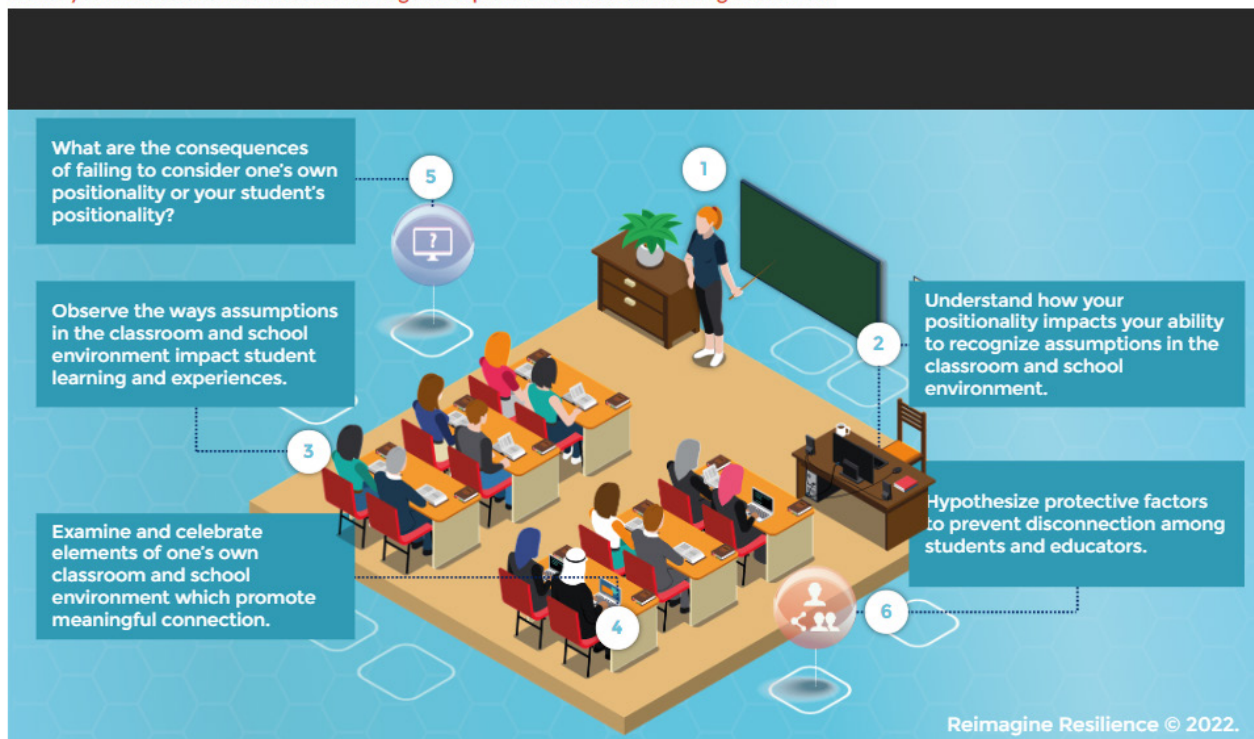 What are the consequences
of failing to consider one's own
positionality or your student's
positionality?
5
?
1
Observe the ways assumptions
in the classroom and school
environment impact student
learning and experiences.
3
Understand how your
positionality impacts your ability
to recognize assumptions in the
classroom and school
environment.
2
Examine and celebrate
elements of one's own
classroom and school
environment which promote
meaningful connection.
4
Hypothesize protective factors
to prevent disconnection among
students and educators.
6
Reimagine Resilience © 2022.